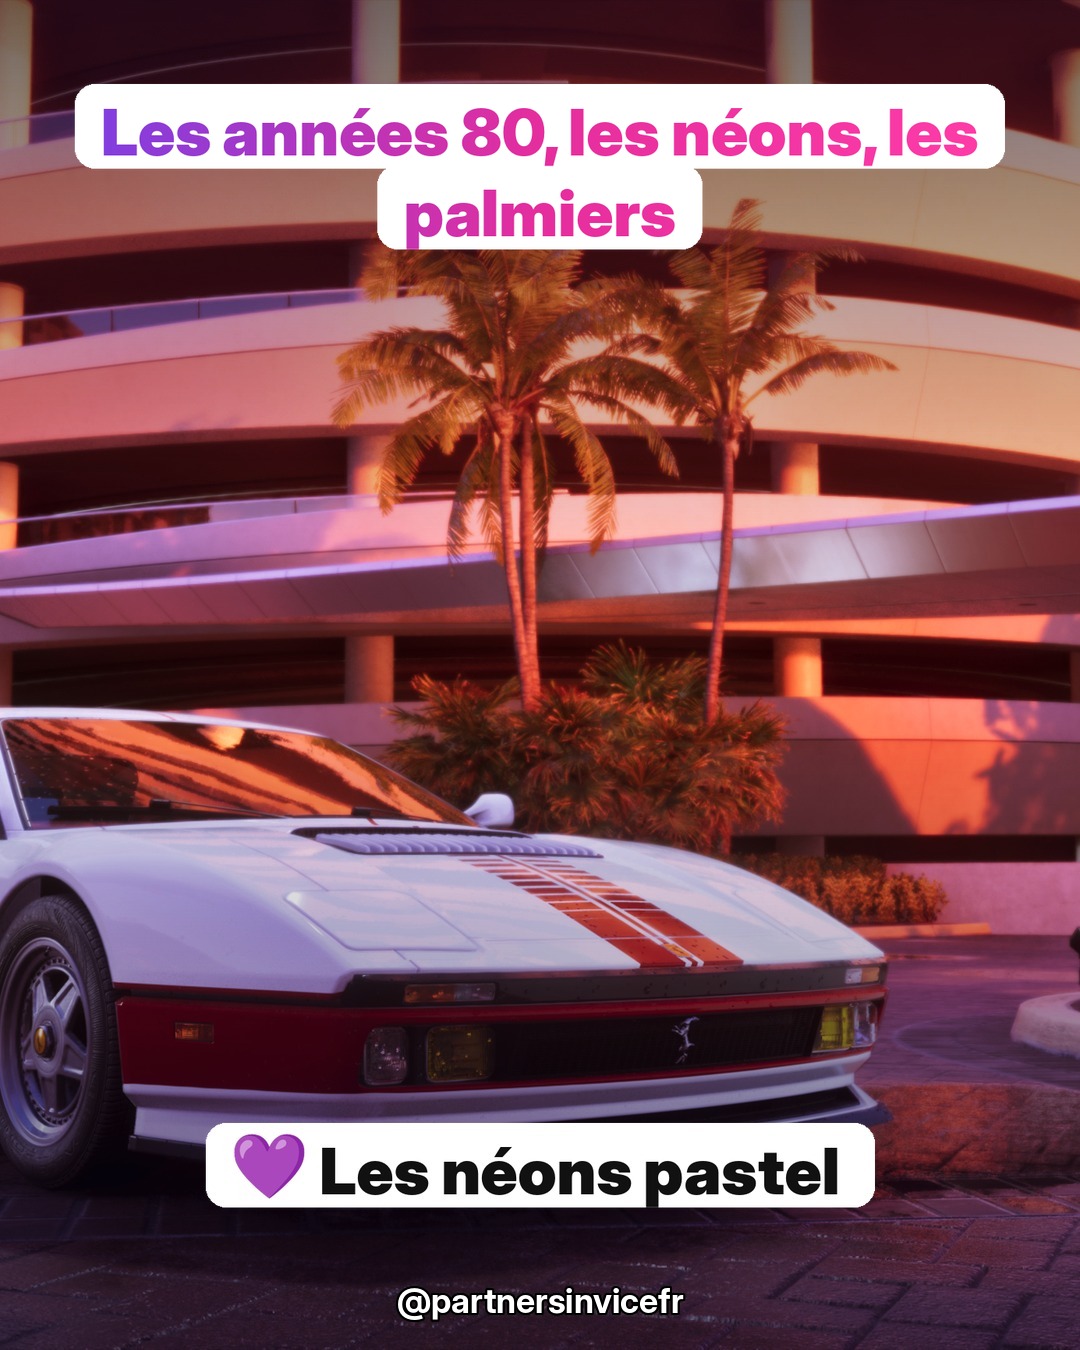 Les années 80, les néons, les
palmiers
💜 Les néons pastel
@partnersinvicefr